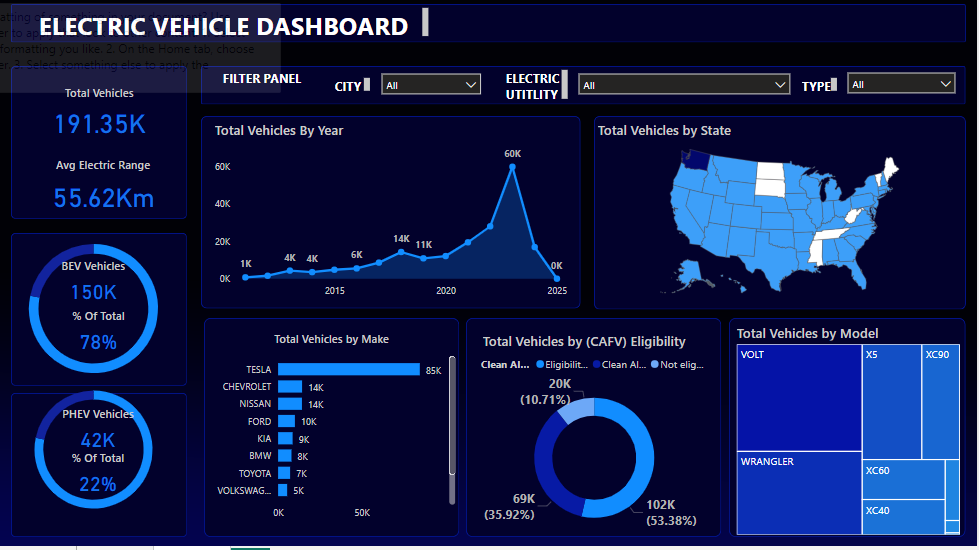 ELECTRIC VEHICLE DASHBOARD
formatting you like. 2. On the Home tab, choose
3. Select something else to apply the
FILTER PANEL
CITY
All
ELECTRIC
UTITLITY
All
TYPE
All
Total Vehicles
191.35K
Avg Electric Range
55.62Km
BEV Vehicles
150K
% Of Total
78%
PHEV Vehicles
42K
% Of Total
22%
Total Vehicles By Year
60K
40K
20K
0K
1K
4K
4K
6K
14K
11K
60K
0K
2015
2020
2025
Total Vehicles by State
Total Vehicles by Make
TESLA 85K
CHEVROLET 14K
NISSAN 14K
FORD 10K
KIA 9K
BMW 8K
TOYOTA 7K
VOLKSWAG... 5K
0K 50K
Total Vehicles by (CAFV) Eligibility
Clean Al... Eligibilit... Clean Al... Not elig...
20K
(10.71%)
69K
(35.92%)
102K
(53.38%)
Total Vehicles by Model
VOLT
WRANGLER
X5
XC90
XC60
XC40